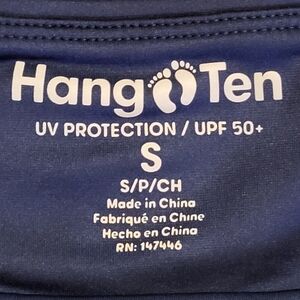 Hang Ten
UV PROTECTION / UPF 50+
S
S/P/CH
Made in China
Fabriqué en Chine
Hecho en China
RN: 147446